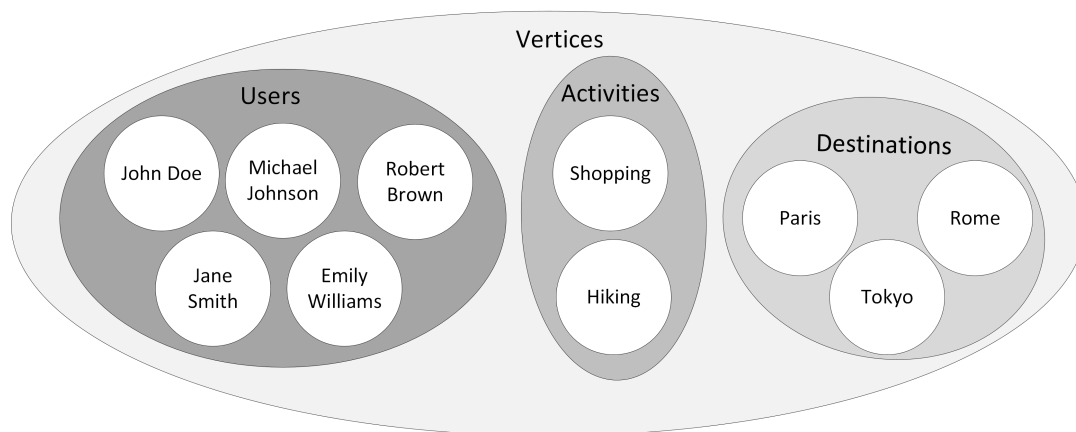 Vertices
Users
John Doe
Michael
Johnson
Robert
Brown
Jane
Smith
Emily
Williams
Activities
Shopping
Hiking
Destinations
Paris
Rome
Tokyo